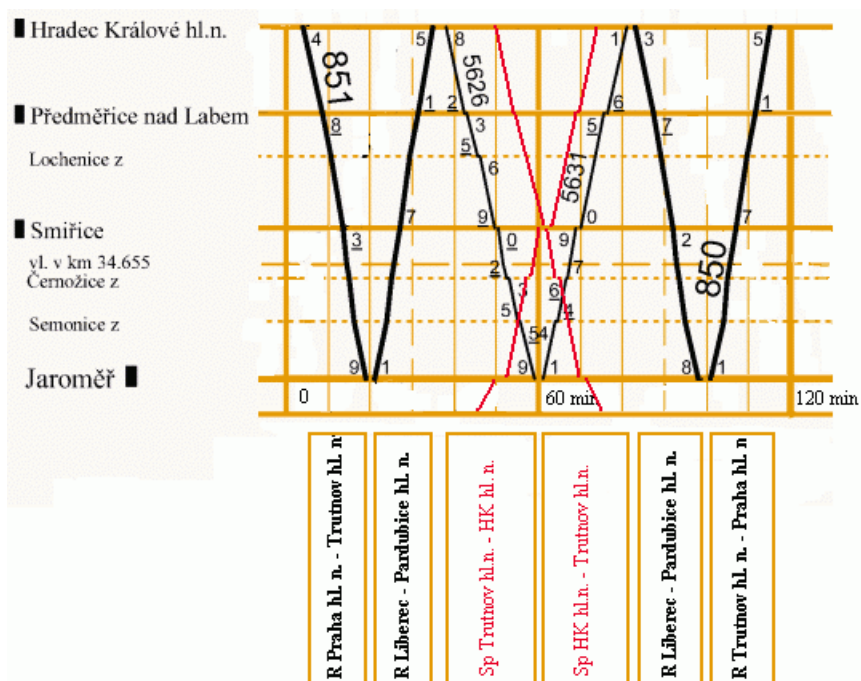 Hradec Králové hl.n.
Předměřice nad Labem
Lochenice z
Smiřice
vl. v km 34.655
Černožice z
Semonice z
Jaroměř
4
5
8
1
3
5
851
5626
1
2
6
1
8
3
5
7
5
6
5631
9
7
0
7
3
0
9
2
850
2
7
3
6
5
4
54
9
1
9
1
8
1
0
60 min
120 min
R Praha hl. n. - Trutnov hl. n.
R Liberec - Pardubice hl. n.
Sp Trutnov hl.n. - HK hl. n.
Sp HK hl.n. - Trutnov hl.n.
R Liberec - Pardubice hl. n.
R Trutnov hl. n. - Praha hl. n